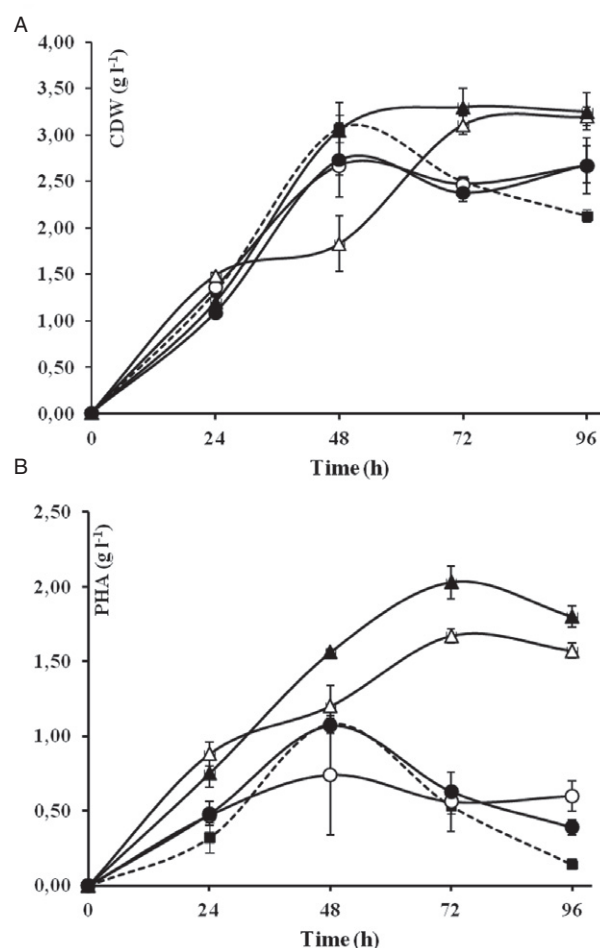 A
CDW (g l-1)
4,00
3,50
3,00
2,50
2,00
1,50
1,00
0,50
0,00
0 24 48 72 96
Time (h)
B
PHA (g l-1)
2,50
2,00
1,50
1,00
0,50
0,00
0 24 48 72 96
Time (h)